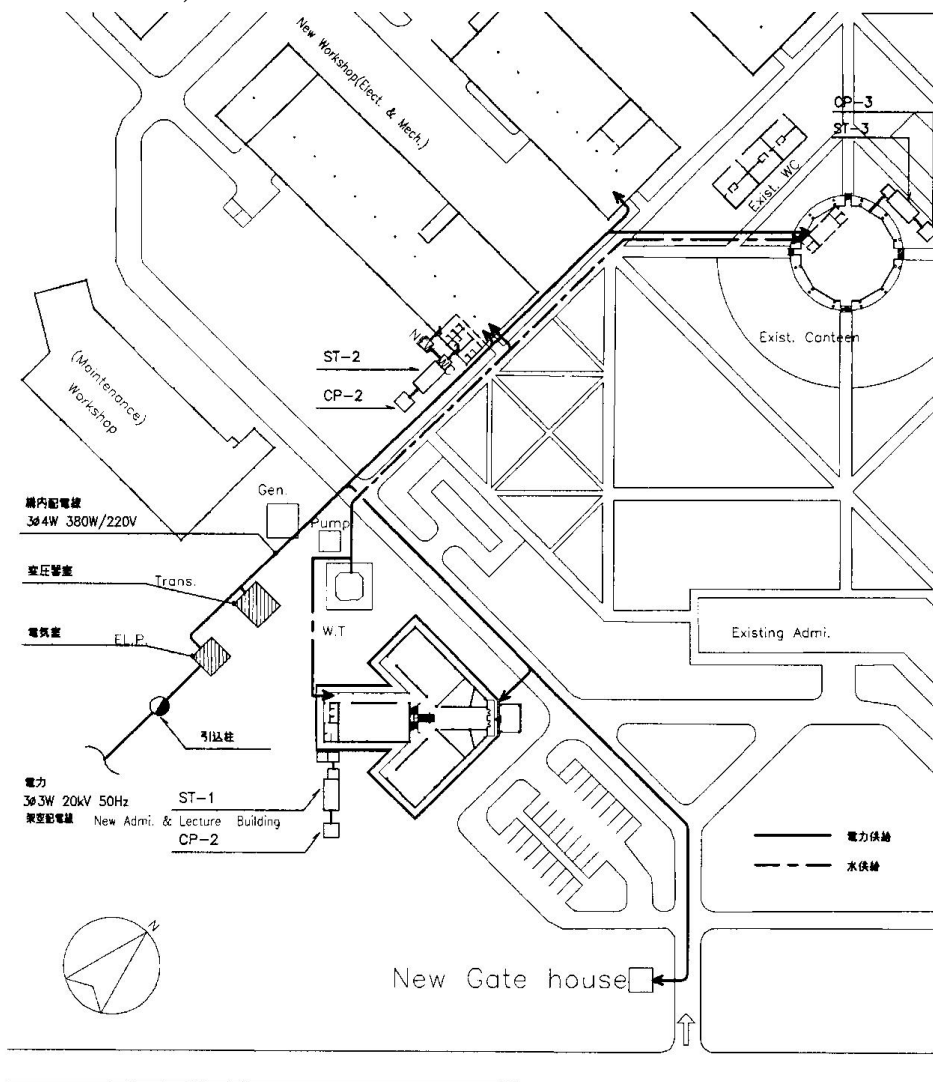 New Workshop(Elect. & Mech.)
CP-3
ST-3
Exist. WC
Exist. Canteen
ST-2
CP-2
(Maintenance)
Workshop
Gen.
構内配電線
3ø4W 380W/220V
Pump
変圧器室
Trans.
電気室
EL.P.
W.T
Existing Admi.
引込柱
電力
3ø3W 20kV 50Hz
架空配電線
New Admi. & Lecture Building
ST-1
CP-2
電力供給
水供給
N
New Gate house